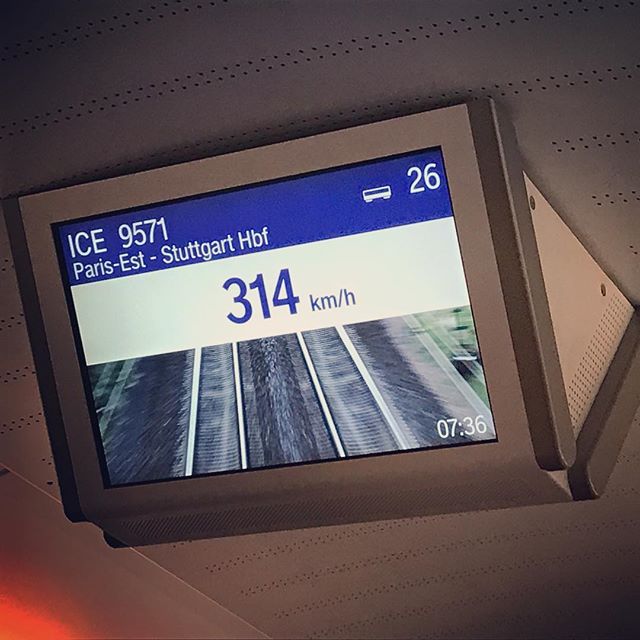 ICE 9571
26
Paris-Est - Stuttgart Hbf
314 km/h
07:36